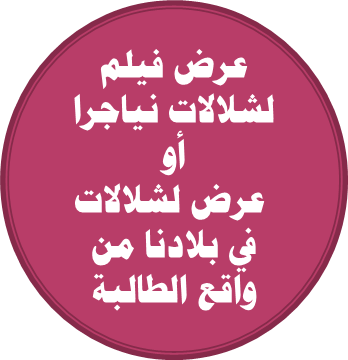 عرض فيلم
لشلالات نياجرا
أو
عرض لشلالات
في بلادنا من
واقع الطالبة